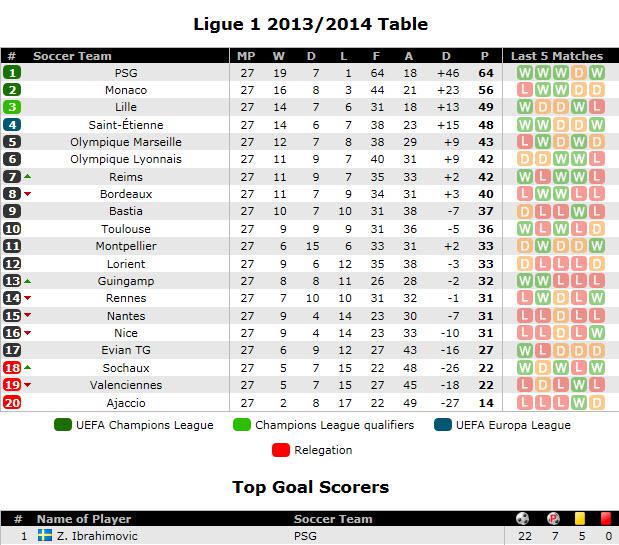 Ligue 1 2013/2014 Table
# Soccer Team MP W D L F A D P Last 5 Matches
1 PSG 27 19 7 1 64 18 +46 64 W W W D W
2 Monaco 27 16 8 3 44 21 +23 56 L W W D D
3 Lille 27 14 7 6 31 18 +13 49 W D D W L
4 Saint-Étienne 27 14 6 7 38 23 +15 48 W W W D D
5 Olympique Marseille 27 12 7 8 38 29 +9 43 L W D W D
6 Olympique Lyonnais 27 11 9 7 40 31 +9 42 D D W W L
7 Reims 27 11 9 7 35 33 +2 42 W L W W L
8 Bordeaux 27 11 7 9 34 31 +3 40 L W W L L
9 Bastia 27 10 7 10 31 38 -7 37 D L L W L
10 Toulouse 27 9 9 9 31 36 -5 36 W L W L D
11 Montpellier 27 6 15 6 33 31 +2 33 D W D D W
12 Lorient 27 9 6 12 35 38 -3 33 D L L L D
13 Guingamp 27 8 8 11 26 28 -2 32 W W L L L
14 Rennes 27 7 10 10 31 32 -1 31 L W D L W
15 Nantes 27 9 4 14 23 30 -7 31 L L D L L
16 Nice 27 9 4 14 23 33 -10 31 L L W L W
17 Evian TG 27 6 9 12 27 43 -16 27 W L D D D
18 Sochaux 27 5 7 15 22 48 -26 22 W D W L W
19 Valenciennes 27 5 7 15 27 45 -18 22 L D L W L
20 Ajaccio 27 2 8 17 22 49 -27 14 L L L W D
UEFA Champions League Champions League qualifiers UEFA Europa League
Relegation
Top Goal Scorers
# Name of Player Soccer Team P
1 Z. Ibrahimovic PSG 22 7 5 0